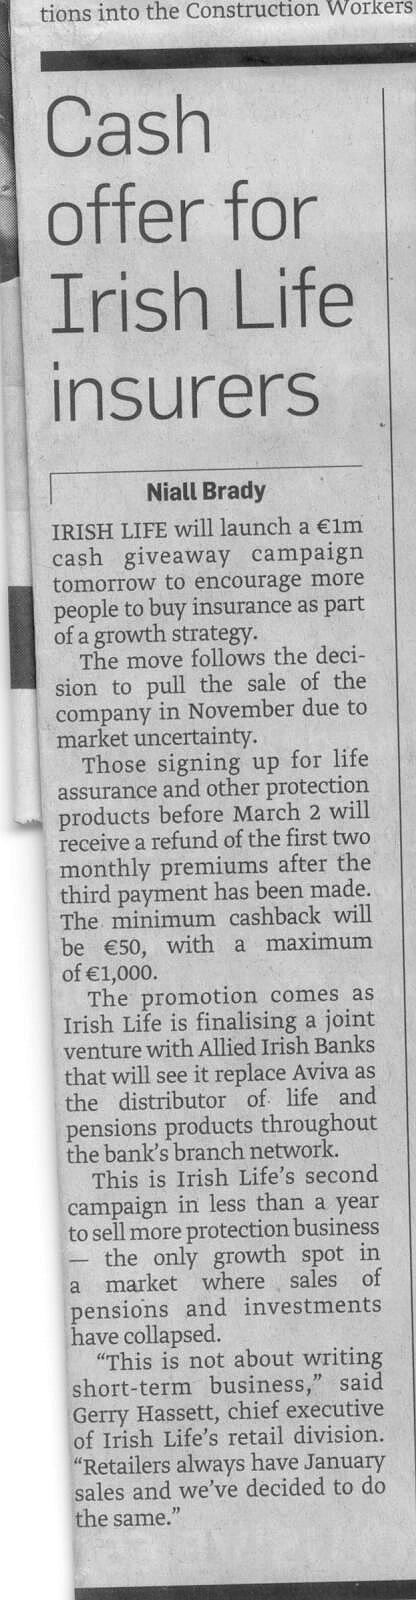 tions into the Construction Workers
Cash
offer for
Irish Life
insurers
Niall Brady
IRISH LIFE will launch a €1m
cash giveaway campaign
tomorrow to encourage more
people to buy insurance as part
of a growth strategy.
The move follows the deci-
sion to pull the sale of the
company in November due to
market uncertainty.
Those signing up for life
assurance and other protection
products before March 2 will
receive a refund of the first two
monthly premiums after the
third payment has been made.
The minimum cashback will
be €50, with a maximum
of €1,000.
The promotion comes as
Irish Life is finalising a joint
venture with Allied Irish Banks
that will see it replace Aviva as
the distributor of life and
pensions products throughout
the bank's branch network.
This is Irish Life's second
campaign in less than a year
to sell more protection business
— the only growth spot in
a market where sales of
pensions and investments
have collapsed.
"This is not about writing
short-term business," said
Gerry Hassett, chief executive
of Irish Life's retail division.
"Retailers always have January
sales and we've decided to do
the same."